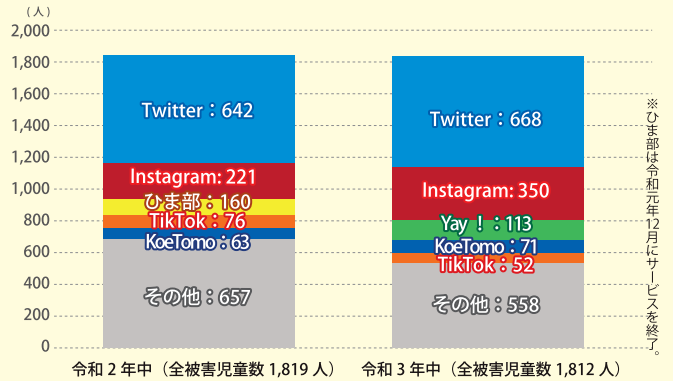 (人)
2,000
1,800
1,600
1,400
1,200
1,000
800
600
400
200
0
Twitter：642
Instagram: 221
ひま部：160
TikTok：76
KoeTomo：63
その他：657
Twitter：668
Instagram: 350
Yay ！：113
KoeTomo：71
TikTok：52
その他：558
令和2年中（全被害児童数 1,819 人）
令和3年中（全被害児童数 1,812 人）
※ひま部は令和元年12月にサービスを終了。